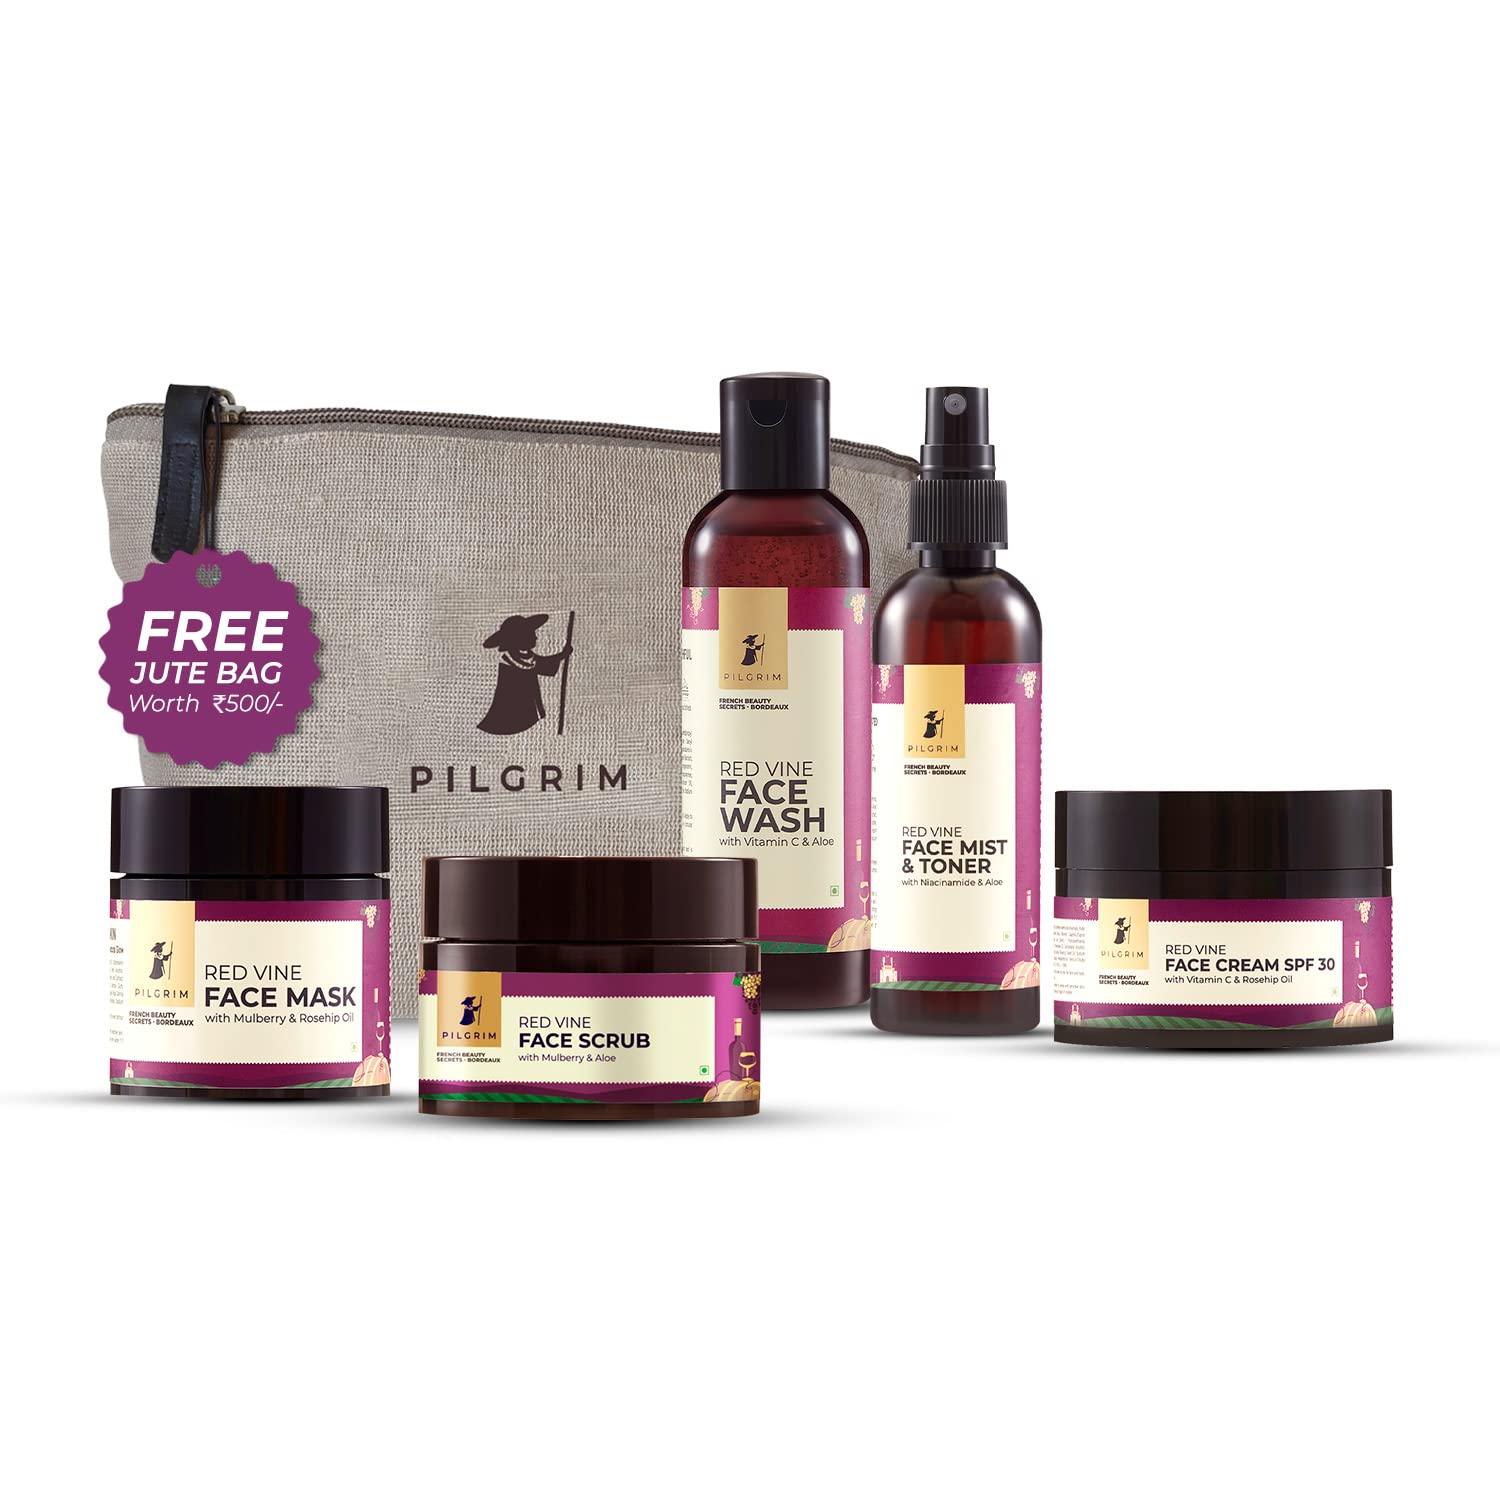 FREE
JUTE BAG
Worth ₹500/-
PILGRIM
PILGRIM
FRENCH BEAUTY
SECRETS • BORDEAUX
RED VINE
FACE WASH
with Vitamin C & Aloe
PILGRIM
FRENCH BEAUTY
SECRETS • BORDEAUX
RED VINE
FACE MIST
& TONER
with Niacinamide & Aloe
PILGRIM
FRENCH BEAUTY
SECRETS • BORDEAUX
RED VINE
FACE MASK
with Mulberry & Rosehip Oil
PILGRIM
FRENCH BEAUTY
SECRETS • BORDEAUX
RED VINE
FACE SCRUB
with Mulberry & Aloe
PILGRIM
FRENCH BEAUTY
SECRETS • BORDEAUX
RED VINE
FACE CREAM SPF 30
with Vitamin C & Rosehip Oil